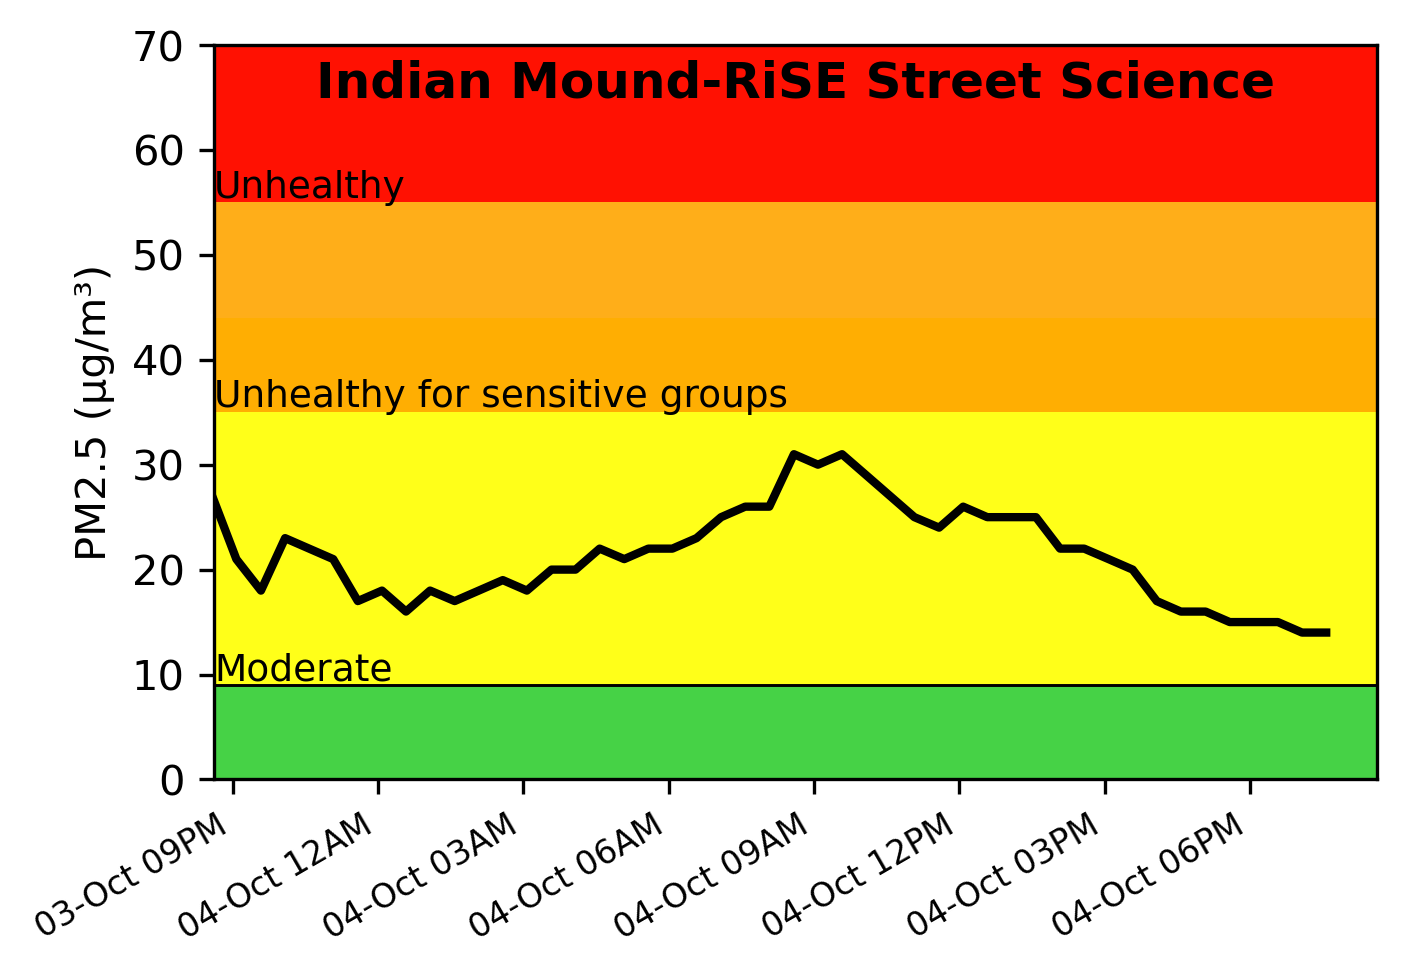 Indian Mound-RiSE Street Science
70
60
Unhealthy
50
40
Unhealthy for sensitive groups
30
20
Moderate
10
0
PM2.5 (µg/m³)
03-Oct 09PM
04-Oct 12AM
04-Oct 03AM
04-Oct 06AM
04-Oct 09AM
04-Oct 12PM
04-Oct 03PM
04-Oct 06PM